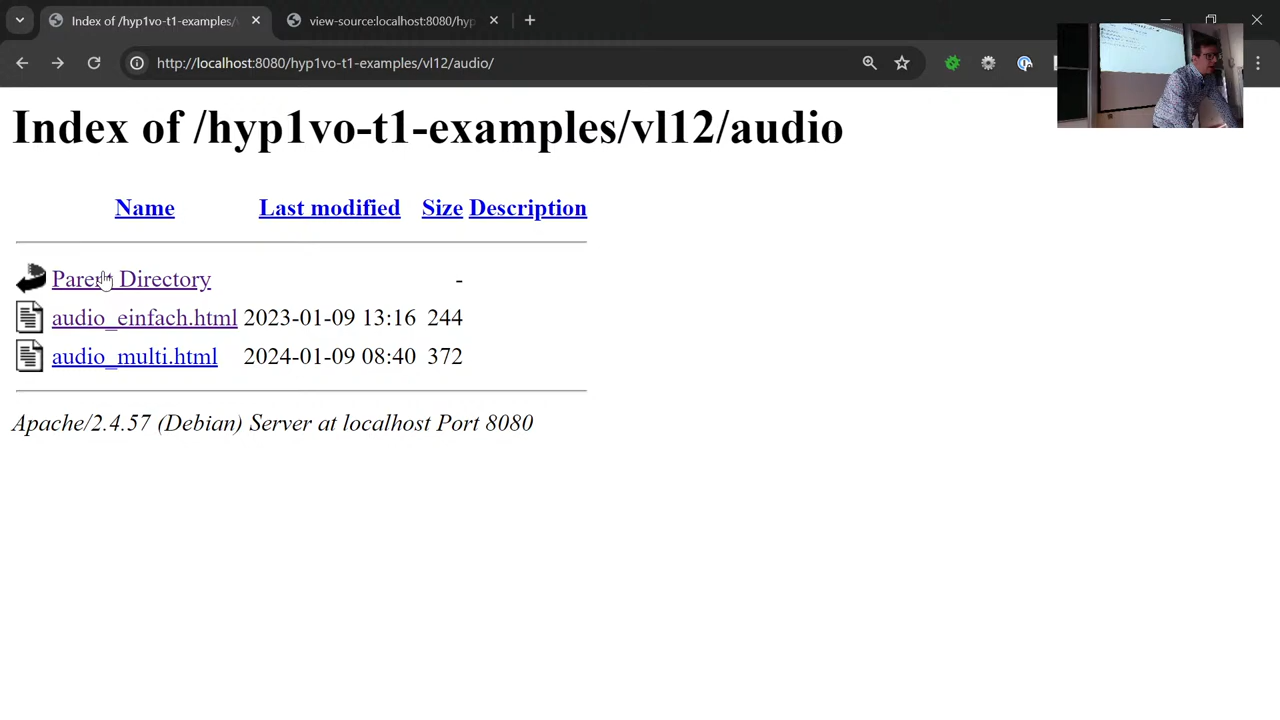 Index of /hyp1vo-t1-examples/
view-source:localhost:8080/hyp
http://localhost:8080/hyp1vo-t1-examples/vl12/audio/
Index of /hyp1vo-t1-examples/vl12/audio
Name Last modified Size Description
Parent Directory -
audio_einfach.html 2023-01-09 13:16 244
audio_multi.html 2024-01-09 08:40 372
Apache/2.4.57 (Debian) Server at localhost Port 8080